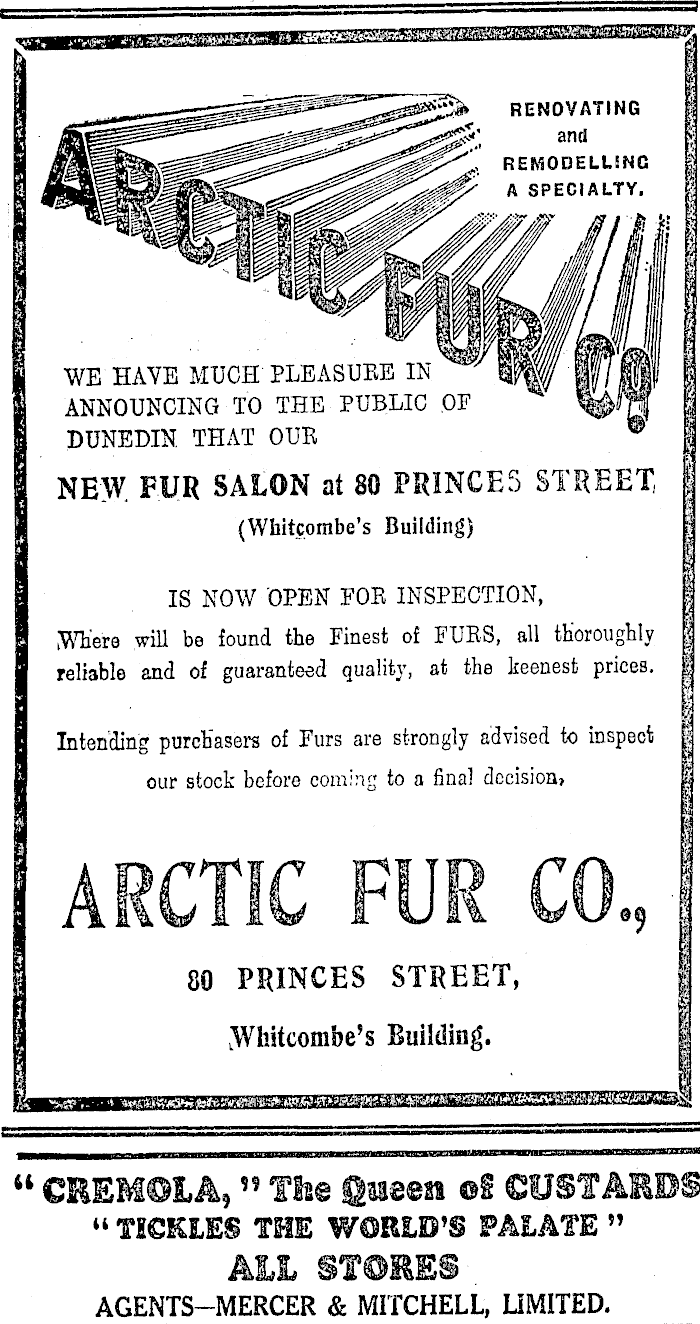 ARCTIC FUR Co.
RENOVATING
and
REMODELLING
A SPECIALTY.
WE HAVE MUCH PLEASURE IN
ANNOUNCING TO THE PUBLIC OF
DUNEDIN THAT OUR
NEW FUR SALON at 80 PRINCES STREET,
(Whitcombe's Building)
IS NOW OPEN FOR INSPECTION,
Where will be found the Finest of FURS, all thoroughly
reliable and of guaranteed quality, at the keenest prices.
Intending purchasers of Furs are strongly advised to inspect
our stock before coming to a final decision,
ARCTIC FUR CO.,
80 PRINCES STREET,
Whitcombe's Building.
"CREMOLA," The Queen of CUSTARDS
"TICKLES THE WORLD'S PALATE"
ALL STORES
AGENTS—MERCER & MITCHELL, LIMITED.